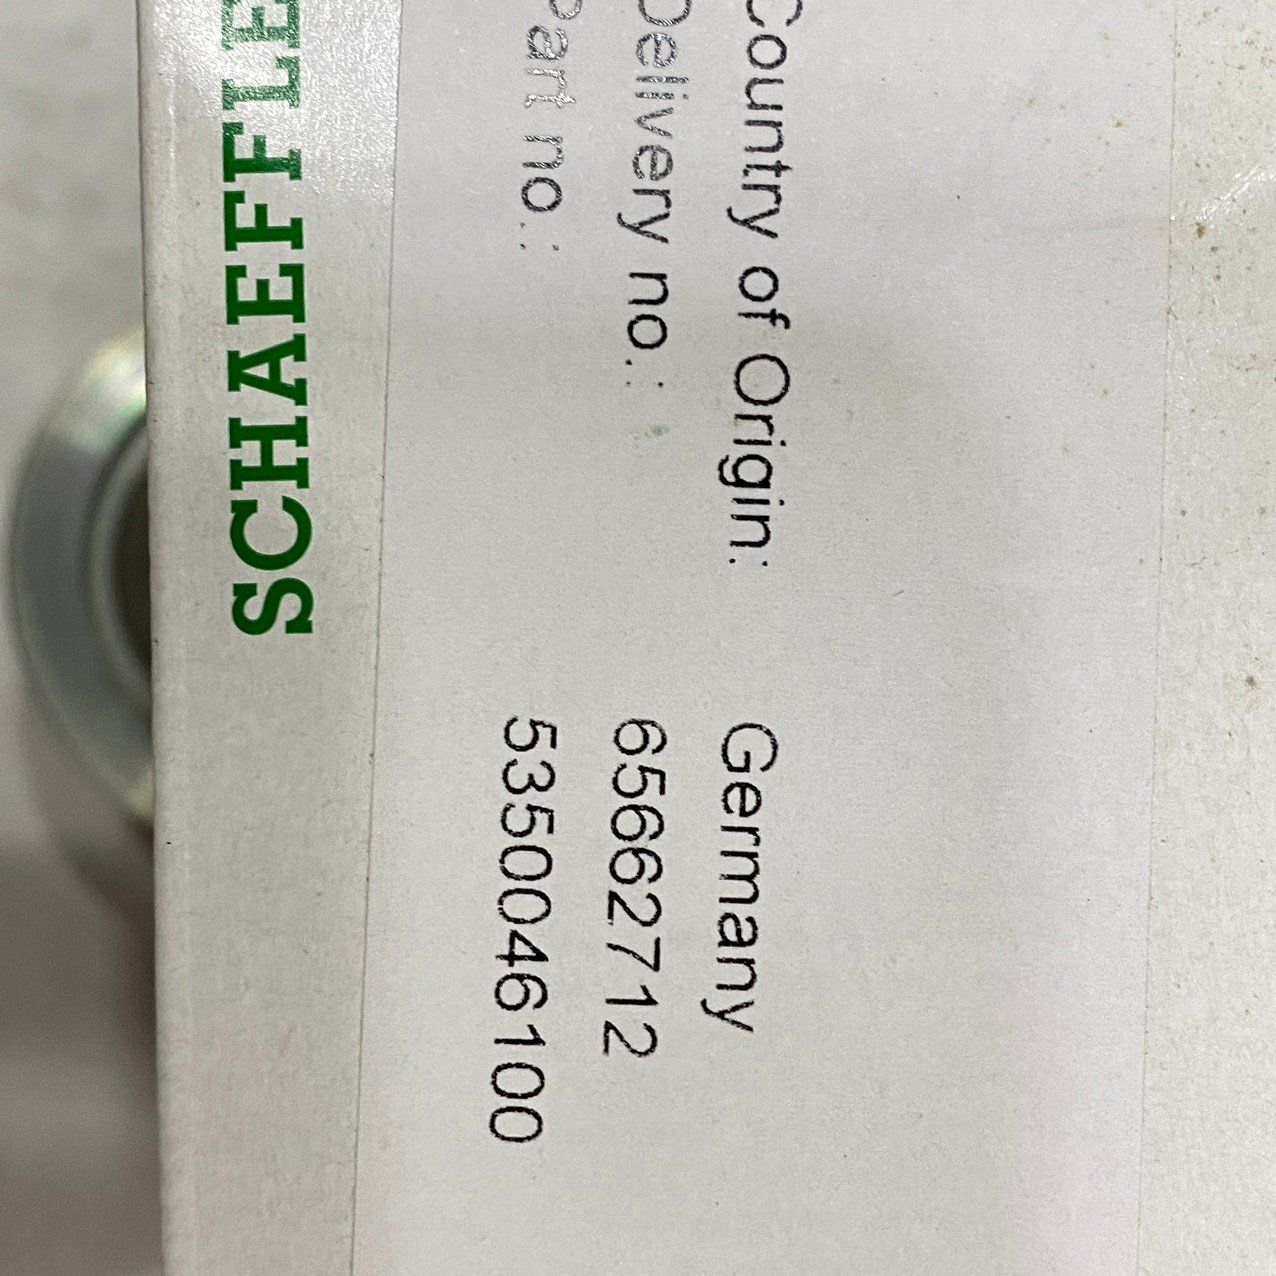 Country of Origin: Germany
Delivery no.: 65662712
Part no.: 5350046100
SCHAEFFLE